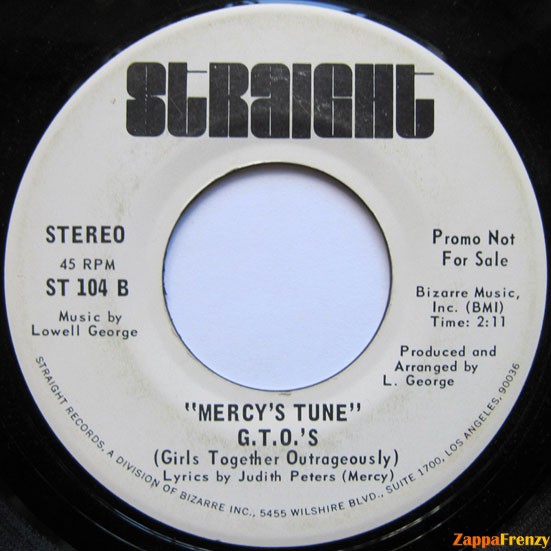 STRAIGHT
STEREO
45 RPM
ST 104 B
Music by
Lowell George
Promo Not
For Sale
Bizarre Music,
Inc. (BMI)
Time: 2:11
Produced and
Arranged by
L. George
"MERCY'S TUNE"
G.T.O.'S
(Girls Together Outrageously)
Lyrics by Judith Peters (Mercy)
STRAIGHT RECORDS, A DIVISION OF BIZARRE INC., 5455 WILSHIRE BLVD., SUITE 1700, LOS ANGELES, 90036
ZappaFrenzy